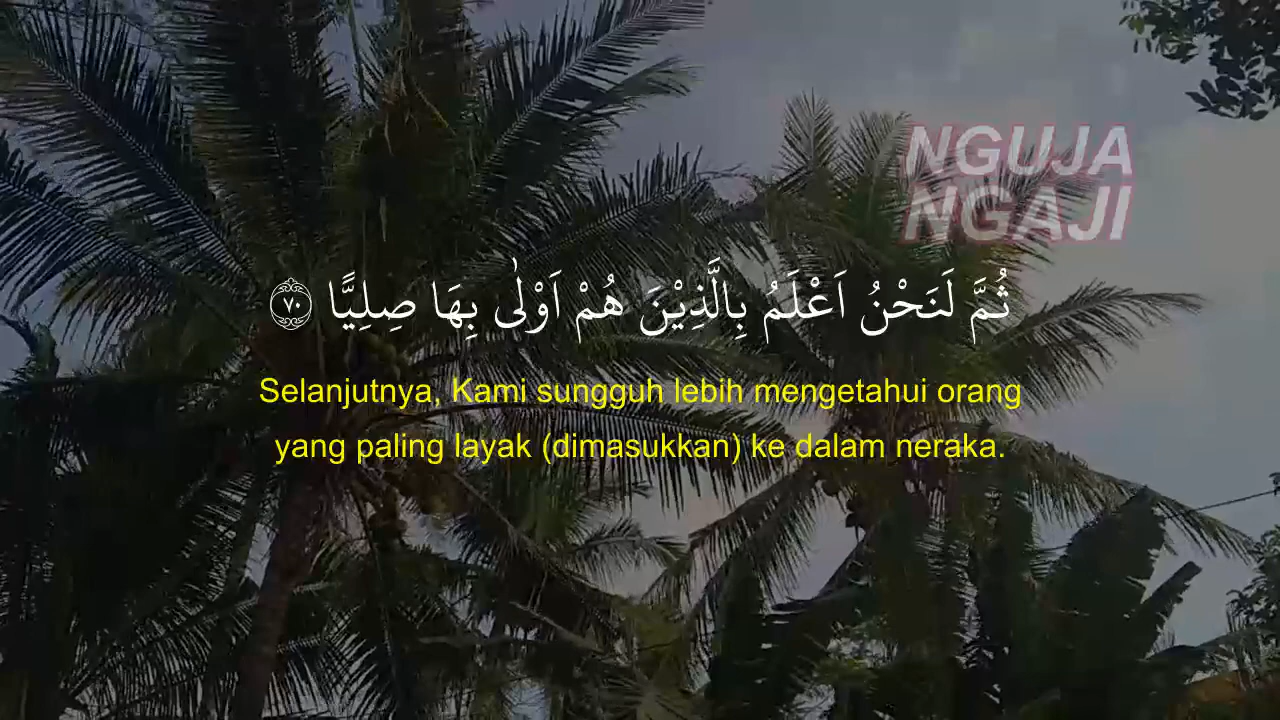 NGUJA
NGAJI
ثُمَّ لَنَحْنُ اَعْلَمُ بِالَّذِيْنَ هُمْ اَوْلٰى بِهَا صِلِيًّا ٧٠
Selanjutnya, Kami sungguh lebih mengetahui orang
yang paling layak (dimasukkan) ke dalam neraka.